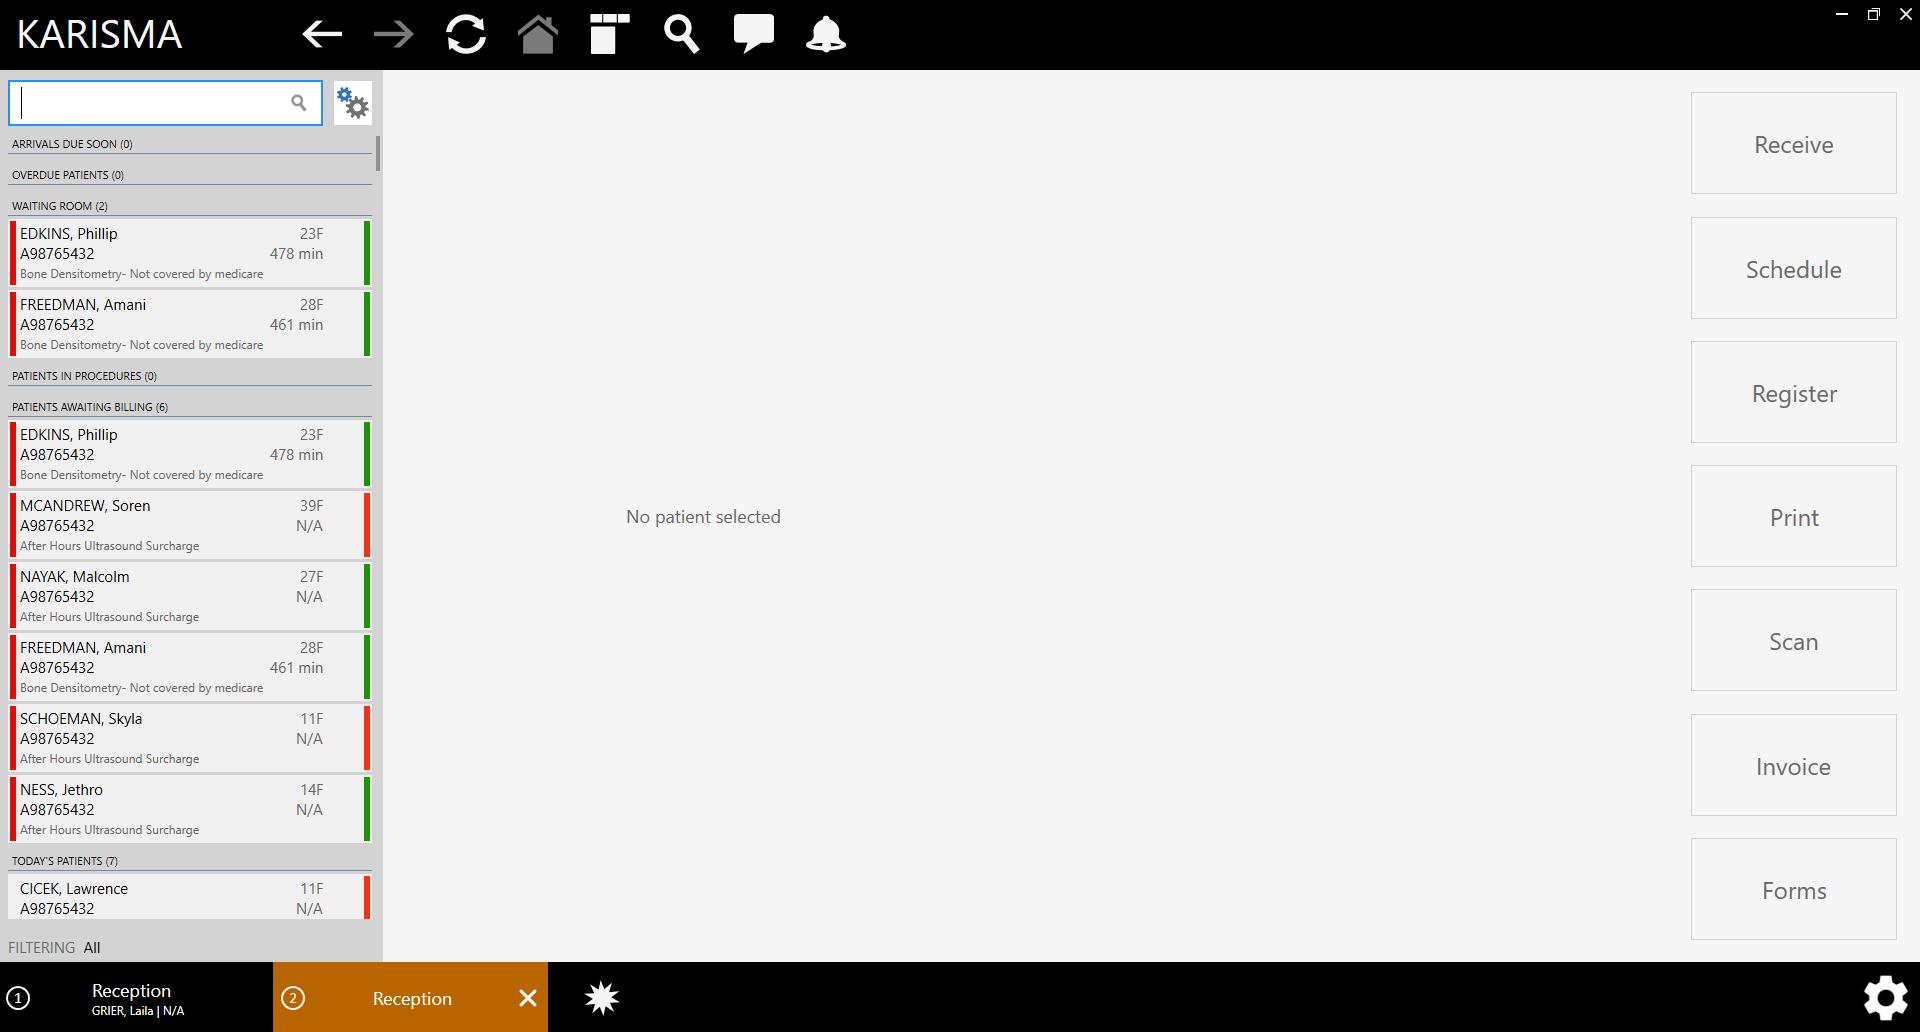 KARISMA
ARRIVALS DUE SOON (0)
OVERDUE PATIENTS (0)
WAITING ROOM (2)
EDKINS, Phillip 23F
A98765432 478 min
Bone Densitometry- Not covered by medicare
FREEDMAN, Amani 28F
A98765432 461 min
Bone Densitometry- Not covered by medicare
PATIENTS IN PROCEDURES (0)
PATIENTS AWAITING BILLING (6)
EDKINS, Phillip 23F
A98765432 478 min
Bone Densitometry- Not covered by medicare
MCANDREW, Soren 39F
A98765432 N/A
After Hours Ultrasound Surcharge
NAYAK, Malcolm 27F
A98765432 N/A
After Hours Ultrasound Surcharge
FREEDMAN, Amani 28F
A98765432 461 min
Bone Densitometry- Not covered by medicare
SCHOEMAN, Skyla 11F
A98765432 N/A
After Hours Ultrasound Surcharge
NESS, Jethro 14F
A98765432 N/A
After Hours Ultrasound Surcharge
TODAY'S PATIENTS (7)
CICEK, Lawrence 11F
A98765432 N/A
FILTERING All
No patient selected
Receive
Schedule
Register
Print
Scan
Invoice
Forms
1 Reception
GRIER, Laila | N/A
2 Reception